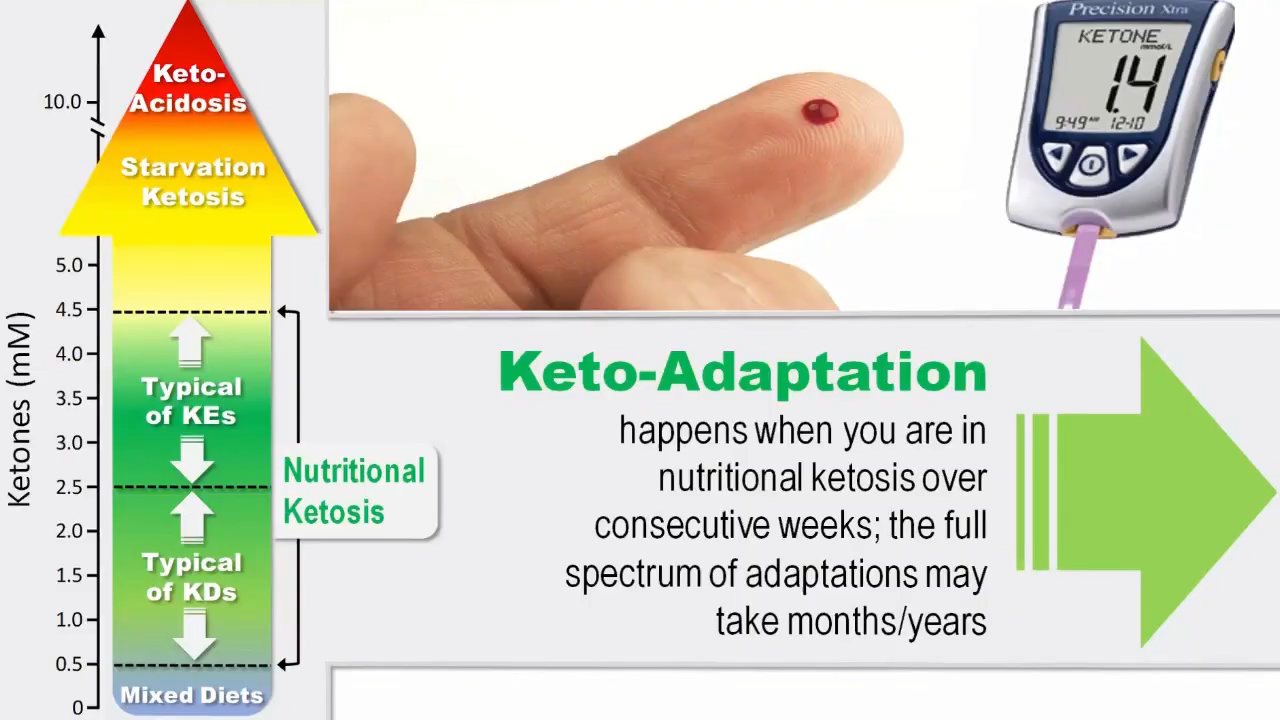 Keto-
Acidosis
Starvation
Ketosis
10.0
5.0
4.5
4.0
3.5
3.0
2.5
2.0
1.5
1.0
0.5
0
Ketones (mM)
Typical
of KEs
Typical
of KDs
Mixed Diets
Nutritional
Ketosis
Precision Xtra
KETONE
mmol/L
1.4
9:49 AM 12-10
Keto-Adaptation
happens when you are in
nutritional ketosis over
consecutive weeks; the full
spectrum of adaptations may
take months/years